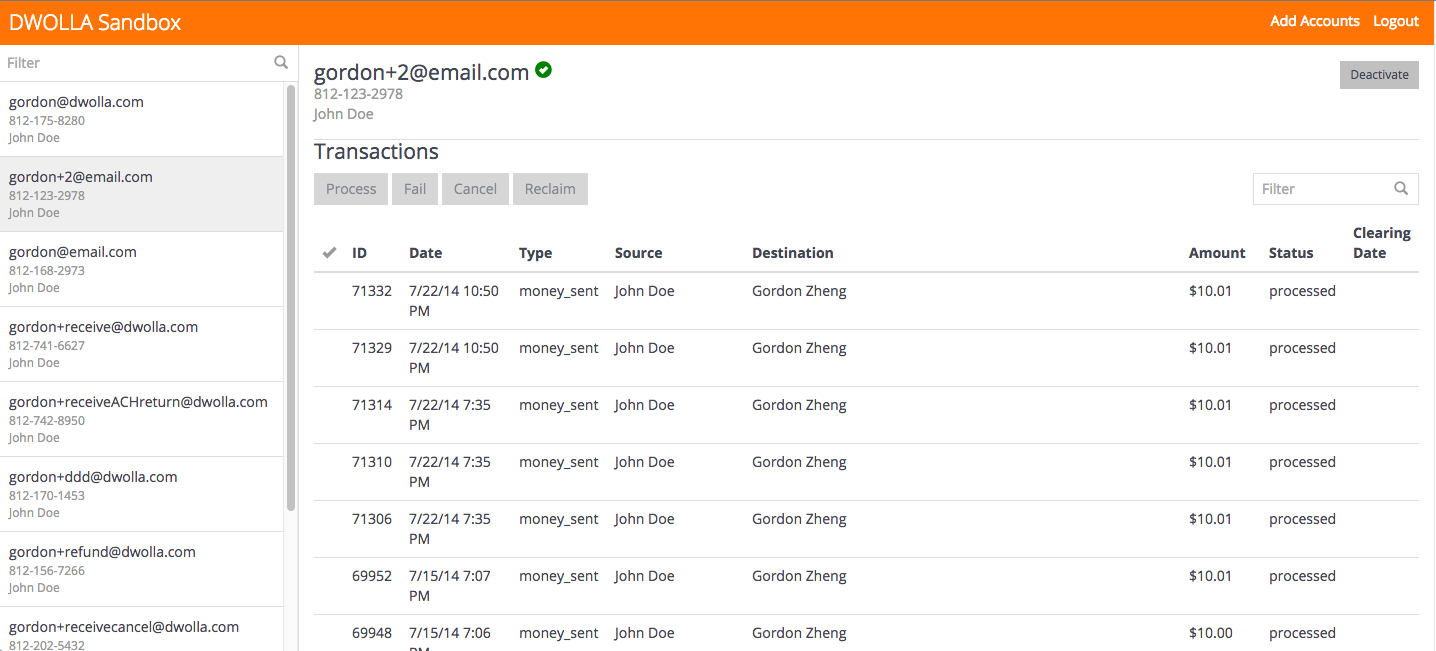 DWOLLA Sandbox
Add Accounts Logout
Filter
gordon@dwolla.com
812-175-8280
John Doe
gordon+2@email.com
812-123-2978
John Doe
gordon@email.com
812-168-2973
John Doe
gordon+receive@dwolla.com
812-741-6627
John Doe
gordon+receiveACHreturn@dwolla.com
812-742-8950
John Doe
gordon+ddd@dwolla.com
812-170-1453
John Doe
gordon+refund@dwolla.com
812-156-7266
John Doe
gordon+receivecancel@dwolla.com
812-202-5432
gordon+2@email.com
812-123-2978
John Doe
Deactivate
Transactions
Process Fail Cancel Reclaim
Filter
ID Date Type Source Destination Amount Status Clearing
Date
71332 7/22/14 10:50 money_sent John Doe Gordon Zheng $10.01 processed
PM
71329 7/22/14 10:50 money_sent John Doe Gordon Zheng $10.01 processed
PM
71314 7/22/14 7:35 money_sent John Doe Gordon Zheng $10.01 processed
PM
71310 7/22/14 7:35 money_sent John Doe Gordon Zheng $10.01 processed
PM
71306 7/22/14 7:35 money_sent John Doe Gordon Zheng $10.01 processed
PM
69952 7/15/14 7:07 money_sent John Doe Gordon Zheng $10.01 processed
PM
69948 7/15/14 7:06 money_sent John Doe Gordon Zheng $10.00 processed
PM